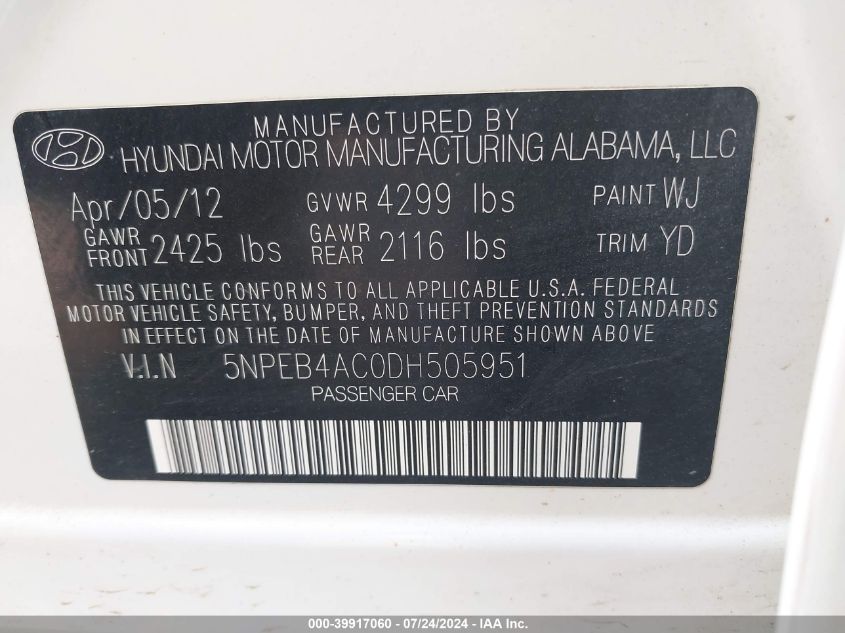 MANUFACTURED BY
HYUNDAI MOTOR MANUFACTURING ALABAMA, LLC
Apr/05/12 GVWR 4299 lbs PAINT WJ
GAWR FRONT 2425 lbs GAWR REAR 2116 lbs TRIM YD
THIS VEHICLE CONFORMS TO ALL APPLICABLE U.S.A. FEDERAL
MOTOR VEHICLE SAFETY, BUMPER, AND THEFT PREVENTION STANDARDS
IN EFFECT ON THE DATE OF MANUFACTURE SHOWN ABOVE
V.I.N 5NPEB4AC0DH505951
PASSENGER CAR
000-39917060 - 07/24/2024 - IAA Inc.